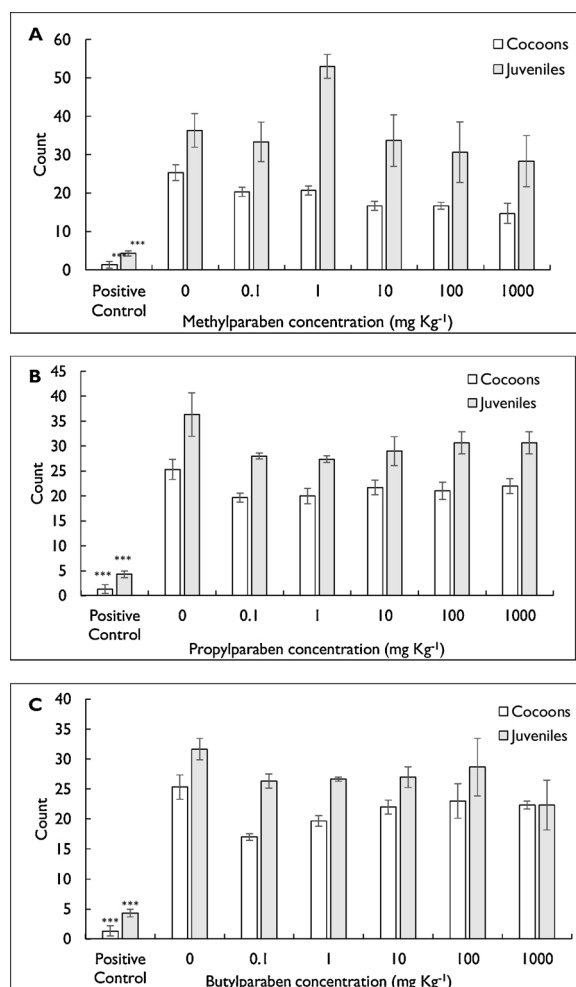 A
Cocoons
Juveniles
60
50
40
30
20
10
0
Count
***
***
Positive Control
0
0.1
1
10
100
1000
Methylparaben concentration (mg Kg-1)
B
Cocoons
Juveniles
45
40
35
30
25
20
15
10
5
0
Count
***
***
Positive Control
0
0.1
1
10
100
1000
Propylparaben concentration (mg Kg-1)
C
Cocoons
Juveniles
35
30
25
20
15
10
5
0
Count
***
***
Positive Control
0
0.1
1
10
100
1000
Butylparaben concentration (mg Kg-1)